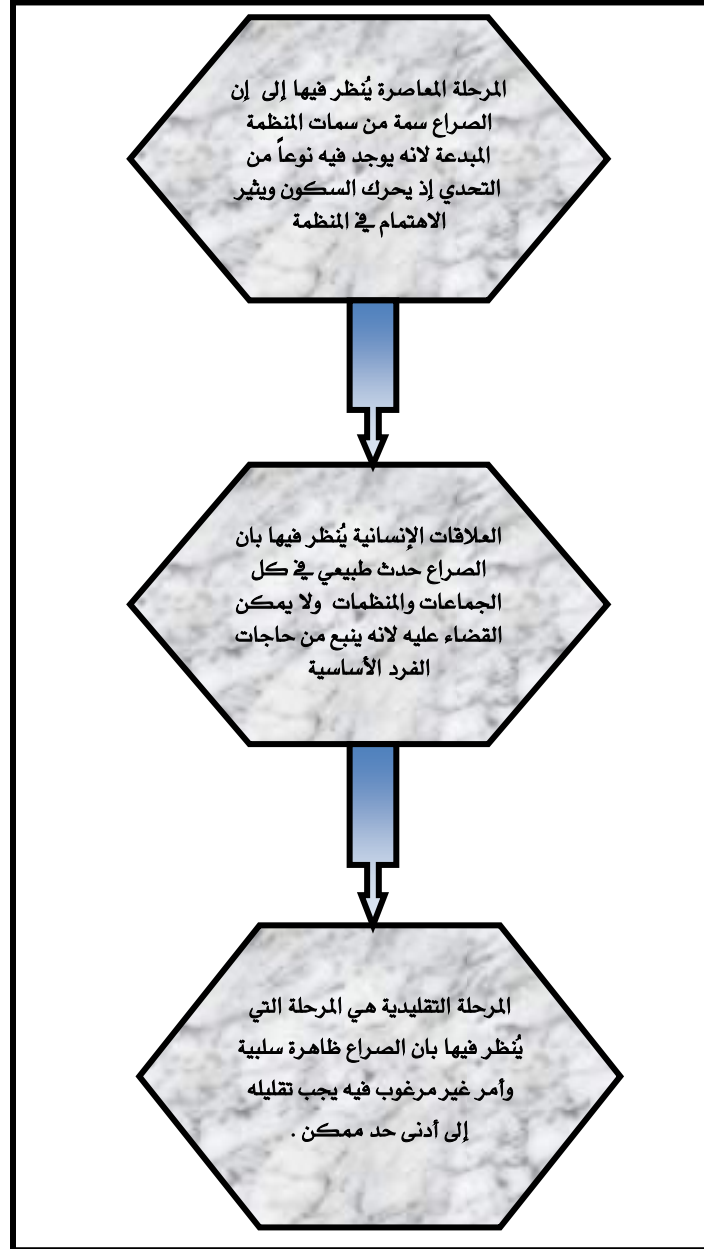 المرحلة المعاصرة يُنظر فيها إلى إن
الصراع سمة من سمات المنظمة
المبدعة لانه يوجد فيه نوعاً من
التحدي إذ يحرك السكون ويثير
الاهتمام في المنظمة
العلاقات الإنسانية يُنظر فيها بان
الصراع حدث طبيعي في كل
الجماعات والمنظمات ولا يمكن
القضاء عليه لانه ينبع من حاجات
الفرد الأساسية
المرحلة التقليدية هي المرحلة التي
يُنظر فيها بان الصراع ظاهرة سلبية
وأمر غير مرغوب فيه يجب تقليله
إلى أدنى حد ممكن .